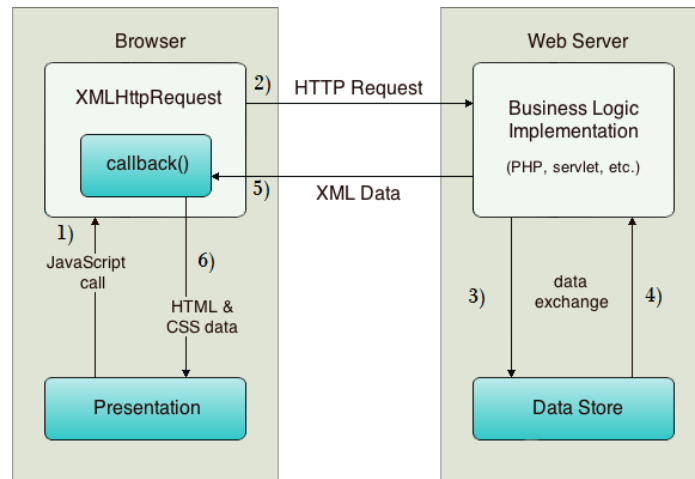 Browser
Web Server
XMLHttpRequest
2)
HTTP Request
Business Logic
Implementation
(PHP, servlet, etc.)
callback()
5)
XML Data
1)
JavaScript
call
6)
HTML &
CSS data
3)
data
exchange
4)
Presentation
Data Store